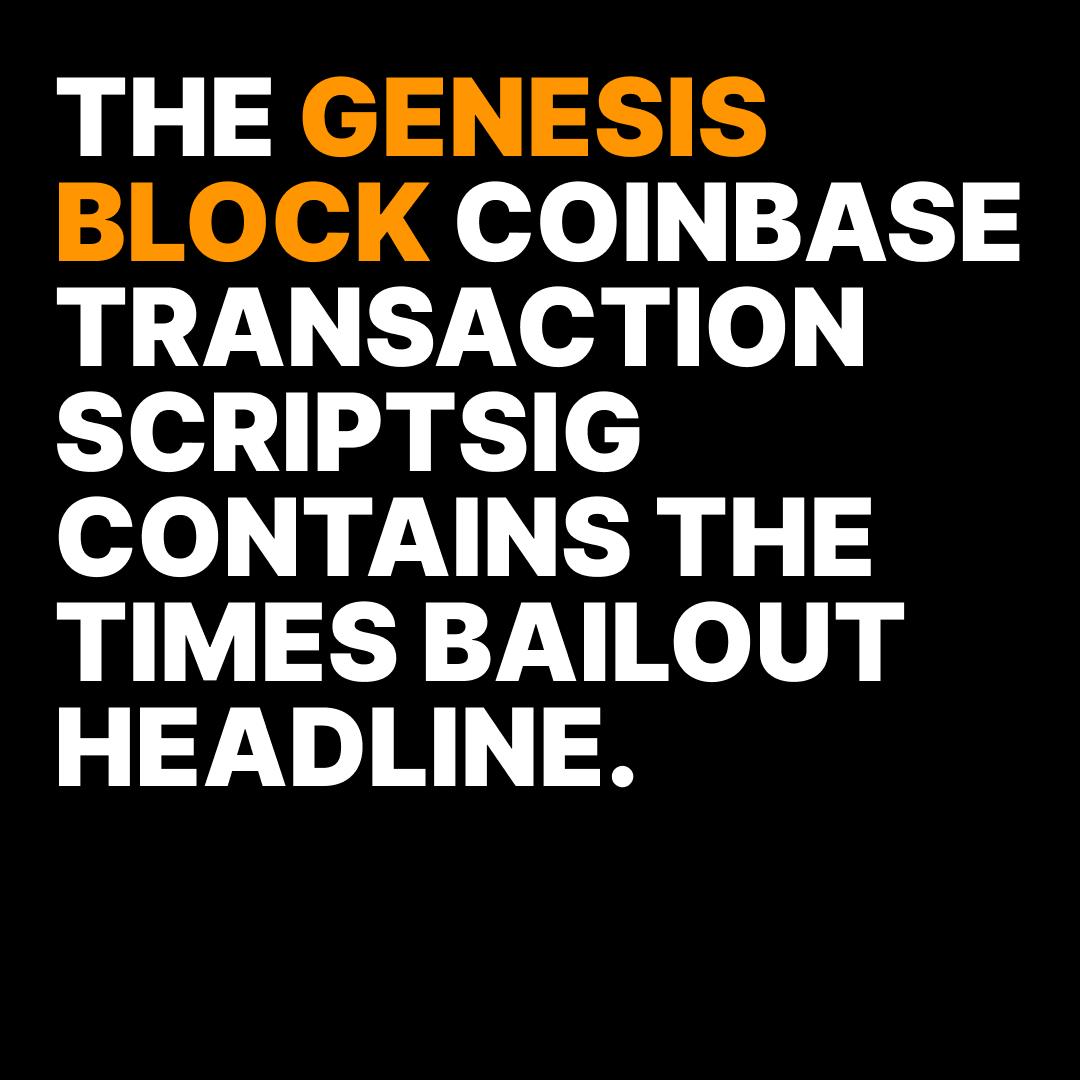 THE GENESIS
BLOCK COINBASE
TRANSACTION
SCRIPTSIG
CONTAINS THE
TIMES BAILOUT
HEADLINE.